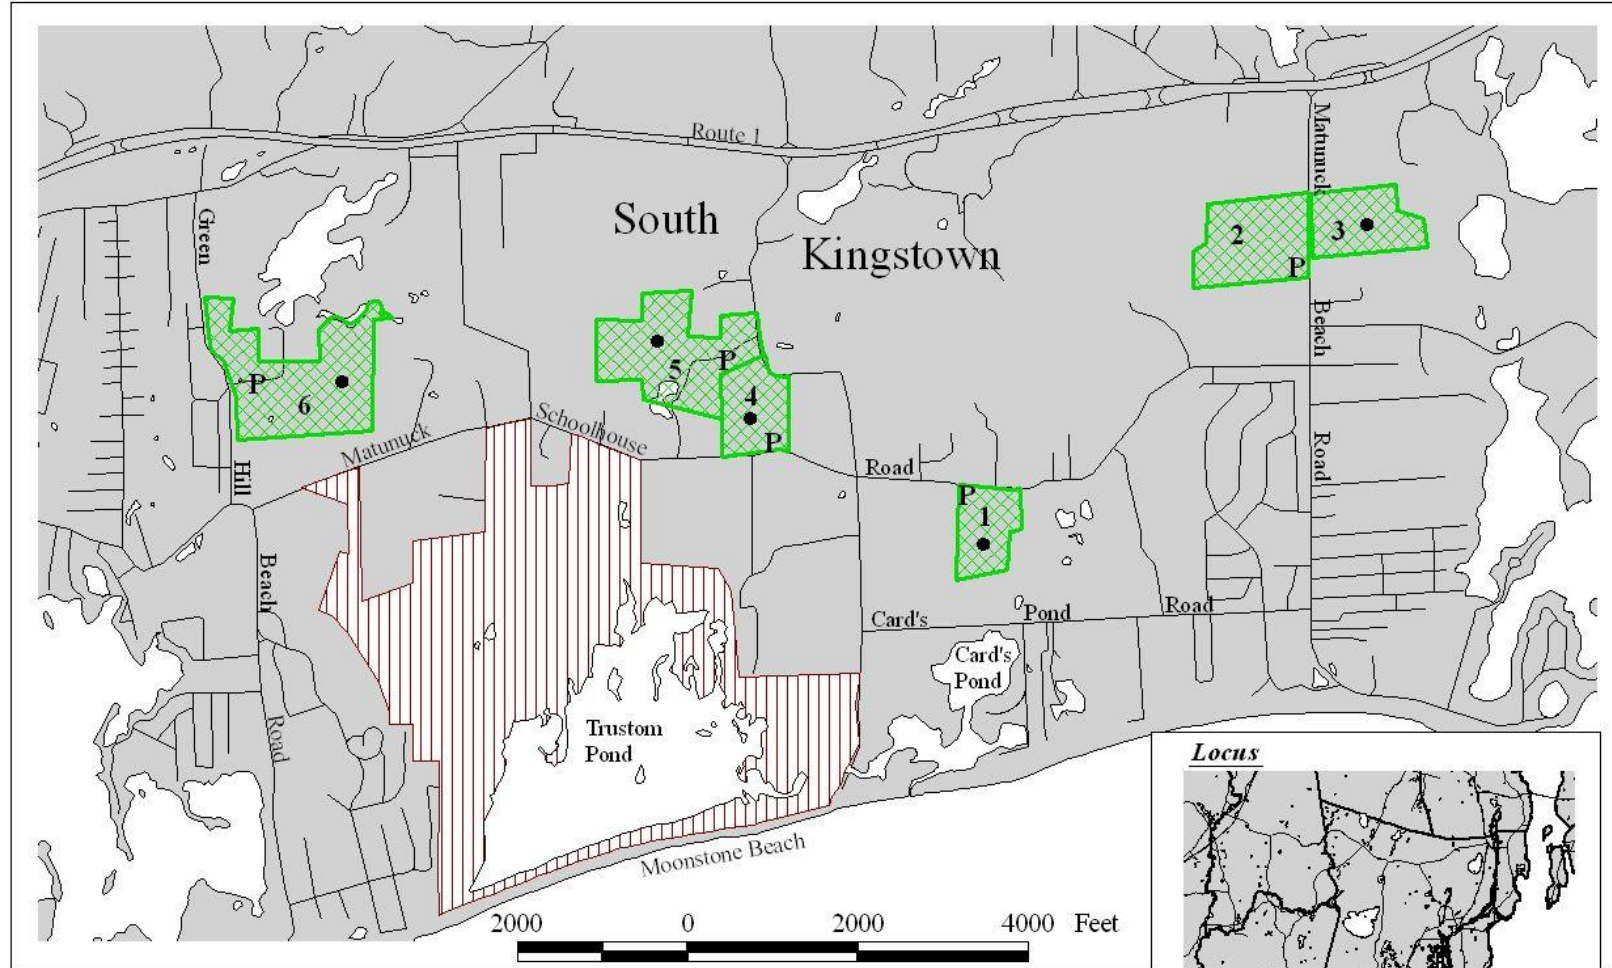 Route 1
Matunuck
Green
South
Kingstown
2
3
P
5
P
4
P
P
6
Beach
Matunuck
Schoolhouse
Road
Hill
Road
P
1
Beach
Card's
Pond
Road
Card's
Pond
Road
Trustom
Pond
Moonstone Beach
Locus
2000
0
2000
4000
Feet